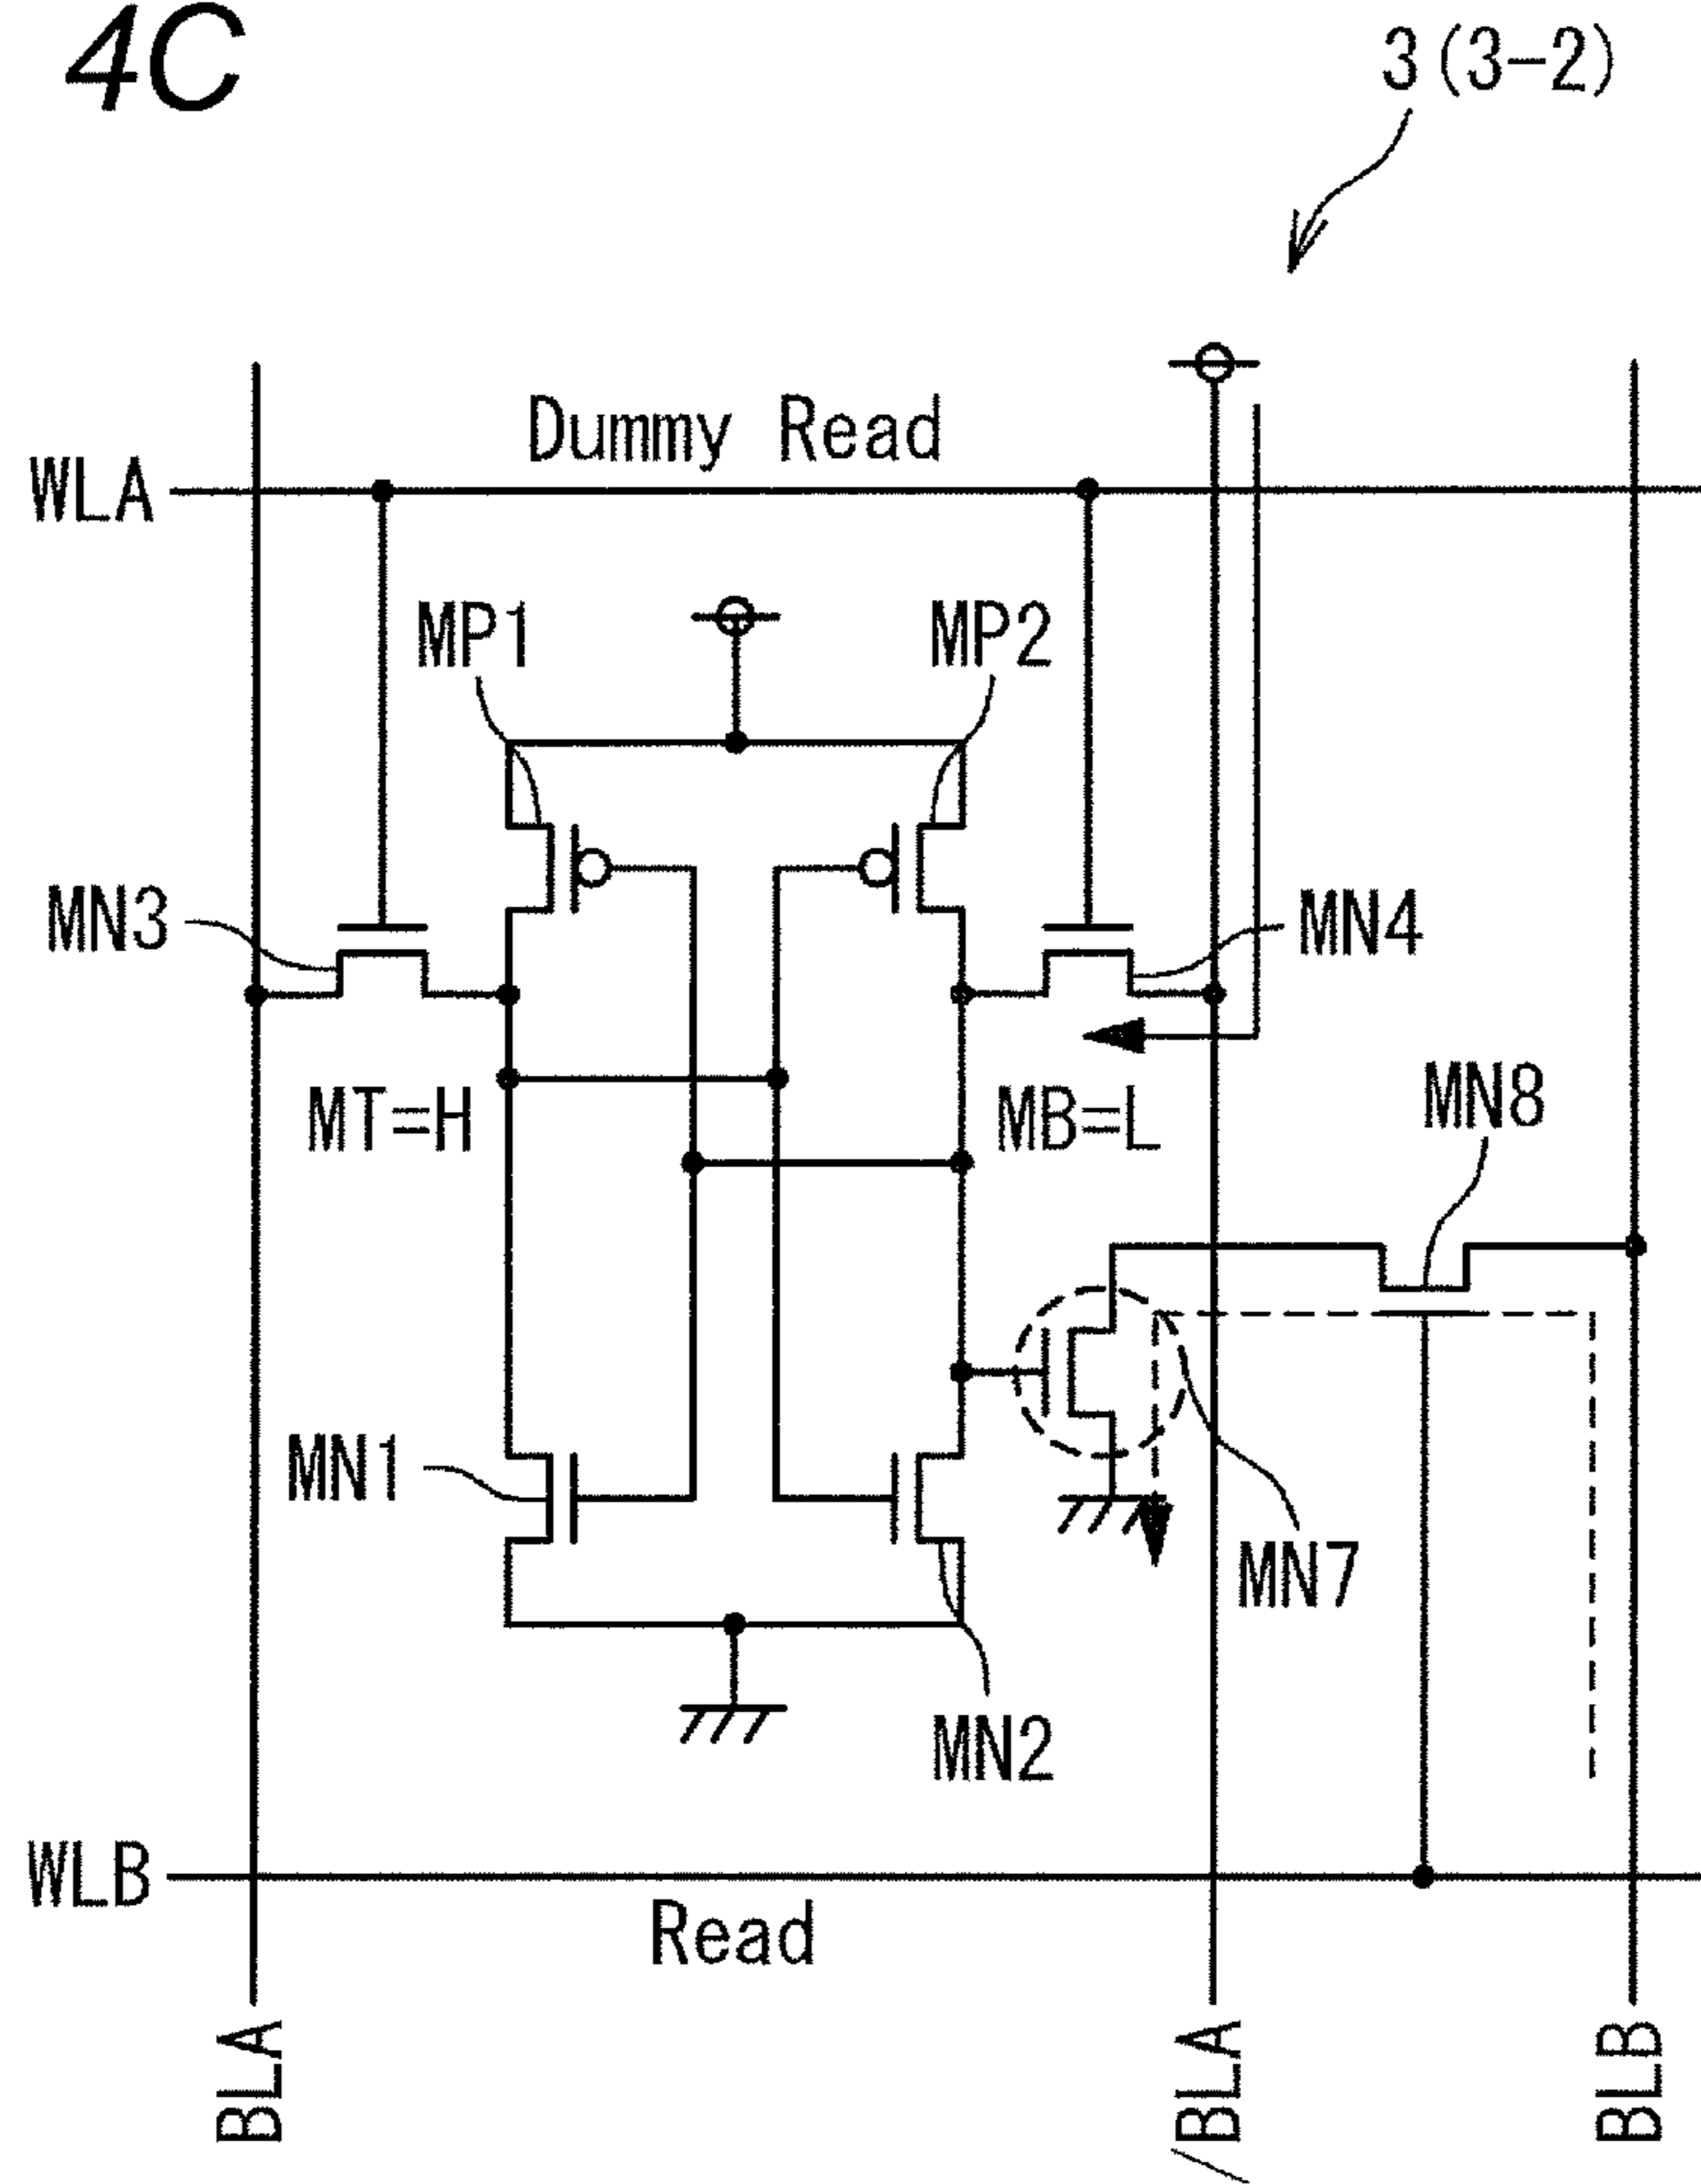 4C
3(3-2)
Dummy Read
WLA
MP1
MP2
MN3
MN4
MT=H
MB=L
MN8
MN1
MN7
MN2
WLB
Read
BLA
/BLA
BLB